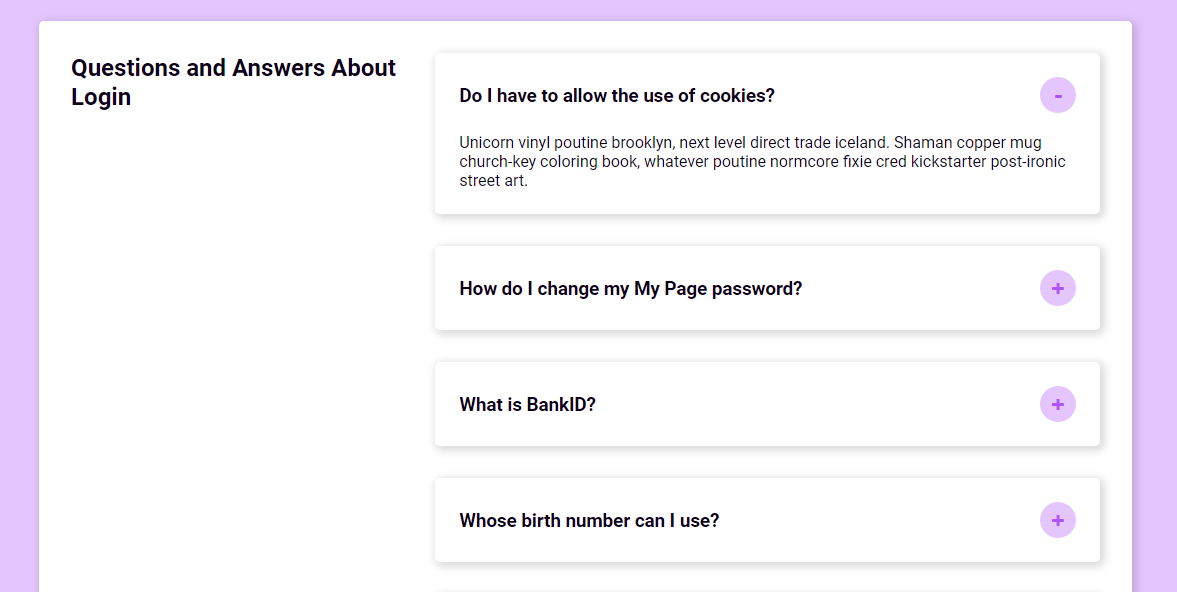 Questions and Answers About
Login
Do I have to allow the use of cookies?
-
Unicorn vinyl poutine brooklyn, next level direct trade iceland. Shaman copper mug
church-key coloring book, whatever poutine normcore fixie cred kickstarter post-ironic
street art.
How do I change my My Page password?
+
What is BankID?
+
Whose birth number can I use?
+